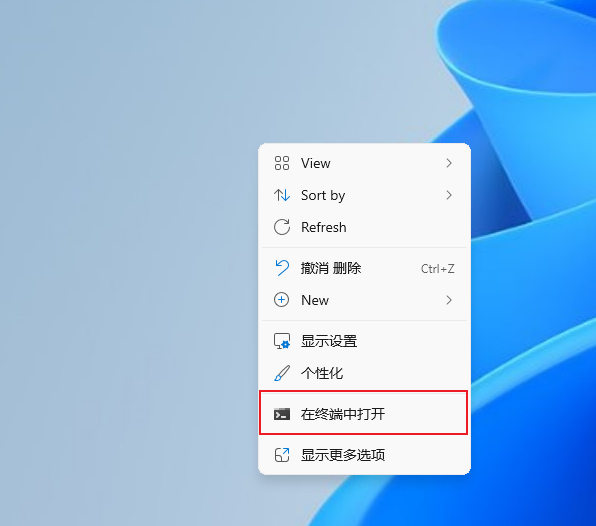 View
Sort by
Refresh
撤消 删除 Ctrl+Z
New
显示设置
个性化
在终端中打开
显示更多选项